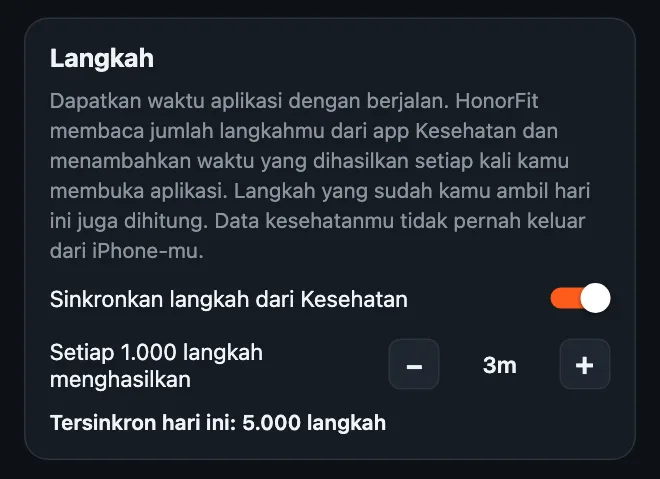 Langkah
Dapatkan waktu aplikasi dengan berjalan. HonorFit
membaca jumlah langkahmu dari app Kesehatan dan
menambahkan waktu yang dihasilkan setiap kali kamu
membuka aplikasi. Langkah yang sudah kamu ambil hari
ini juga dihitung. Data kesehatanmu tidak pernah keluar
dari iPhone-mu.
Sinkronkan langkah dari Kesehatan
Setiap 1.000 langkah
menghasilkan
– 3m +
Tersinkron hari ini: 5.000 langkah